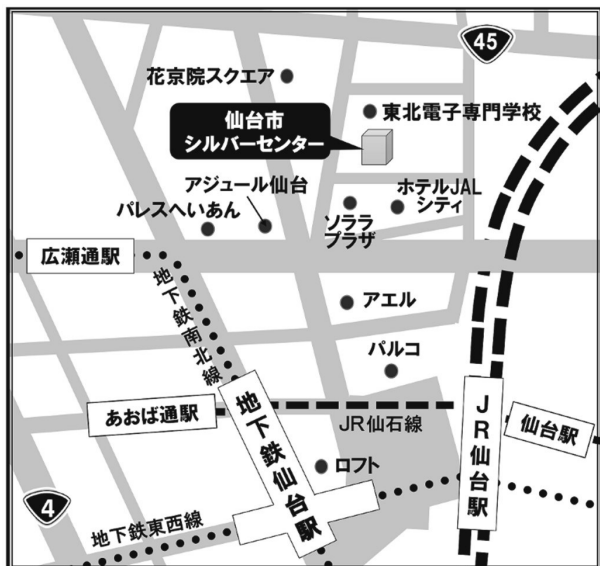 45
花京院スクエア
東北電子専門学校
仙台市
シルバーセンター
アジュール仙台
ホテルJAL
シティ
パレスへいあん
ソララ
プラザ
広瀬通駅
地下鉄南北線
アエル
パルコ
あおば通駅
JR仙石線
地下鉄仙台駅
JR仙台駅
仙台駅
ロフト
4
地下鉄東西線